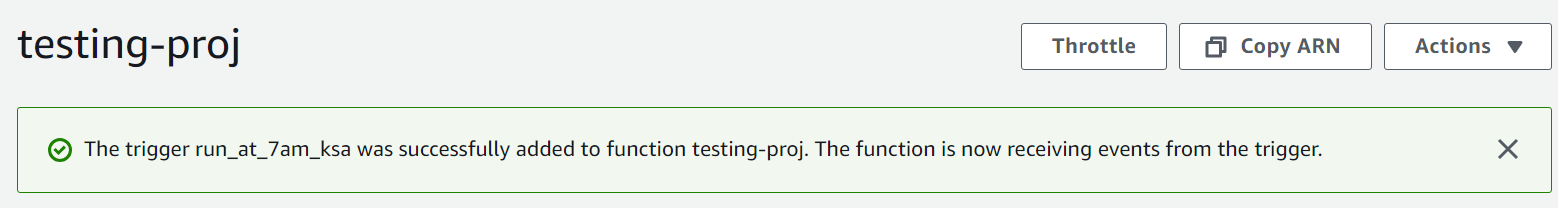 testing-proj
Throttle
Copy ARN
Actions
The trigger run_at_7am_ksa was successfully added to function testing-proj. The function is now receiving events from the trigger.